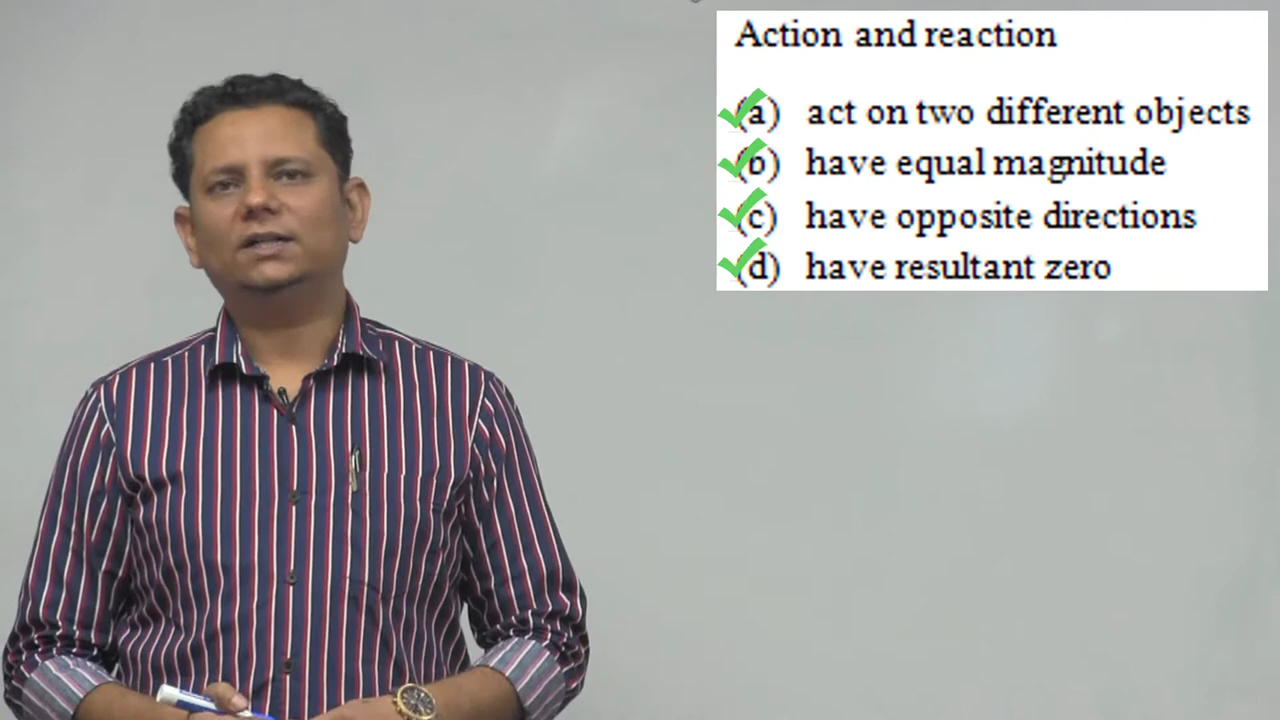 Action and reaction
(a) act on two different objects
(b) have equal magnitude
(c) have opposite directions
(d) have resultant zero